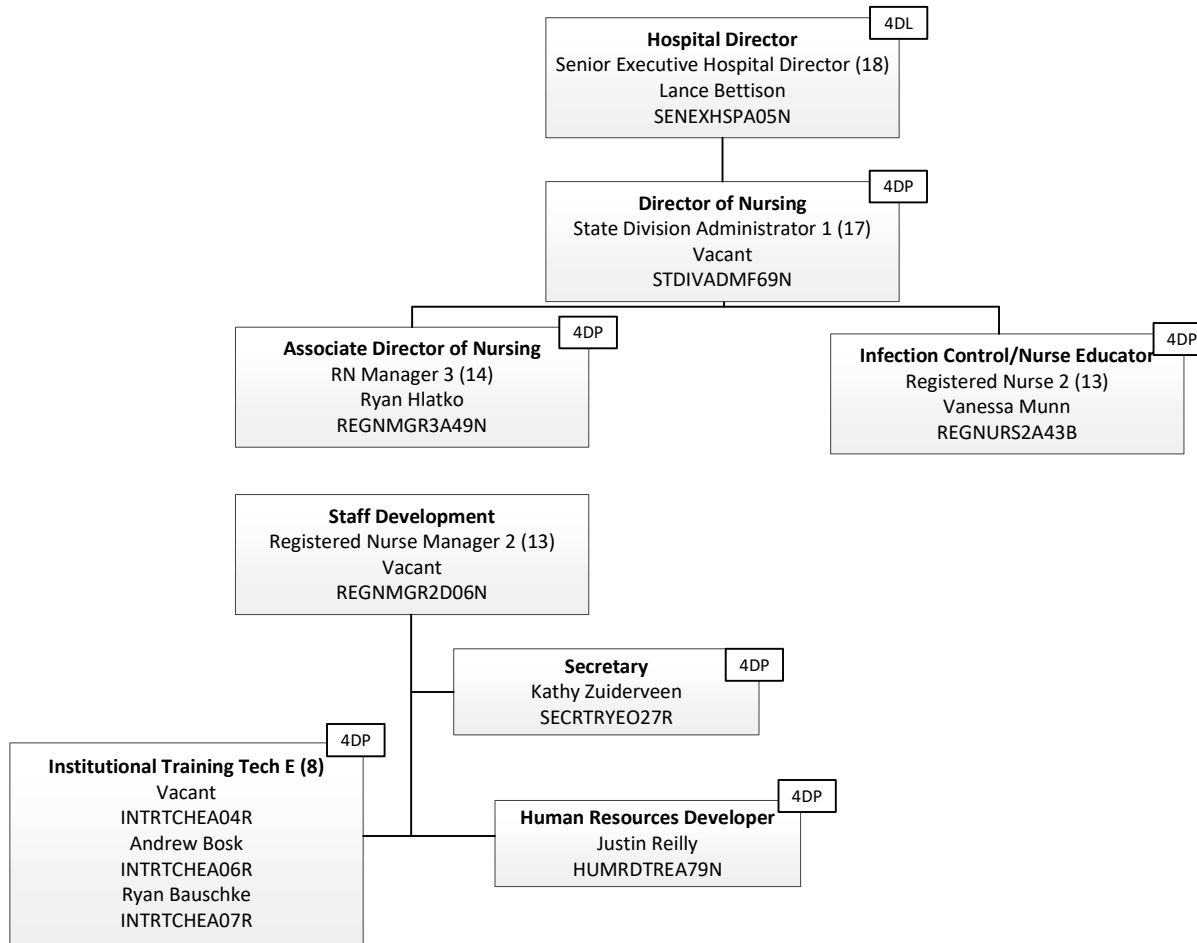 4DL
Hospital Director
Senior Executive Hospital Director (18)
Lance Bettison
SENEXHSPA05N
4DP
Director of Nursing
State Division Administrator 1 (17)
Vacant
STDIVADMF69N
4DP
Associate Director of Nursing
RN Manager 3 (14)
Ryan Hlatko
REGNMGR3A49N
4DP
Infection Control/Nurse Educator
Registered Nurse 2 (13)
Vanessa Munn
REGNURS2A43B
Staff Development
Registered Nurse Manager 2 (13)
Vacant
REGNMGR2D06N
4DP
Secretary
Kathy Zuiderveen
SECRTRYEO27R
4DP
Institutional Training Tech E (8)
Vacant
INTRTCHEA04R
Andrew Bosk
INTRTCHEA06R
Ryan Bauschke
INTRTCHEA07R
4DP
Human Resources Developer
Justin Reilly
HUMRDTREA79N